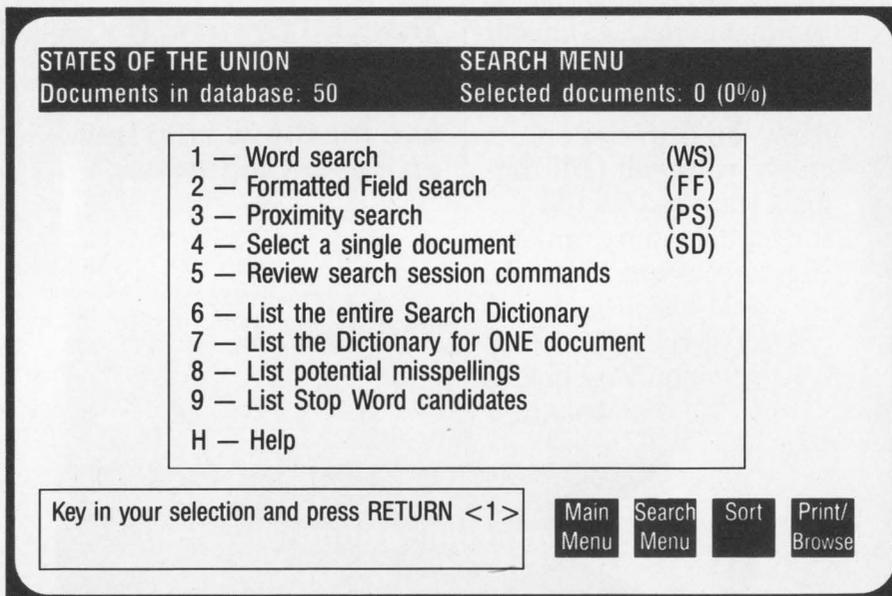 STATES OF THE UNION SEARCH MENU
Documents in database: 50 Selected documents: 0 (0%)
1 — Word search (WS)
2 — Formatted Field search (FF)
3 — Proximity search (PS)
4 — Select a single document (SD)
5 — Review search session commands
6 — List the entire Search Dictionary
7 — List the Dictionary for ONE document
8 — List potential misspellings
9 — List Stop Word candidates
H — Help
Key in your selection and press RETURN <1>
Main Menu
Search Menu
Sort
Print/ Browse